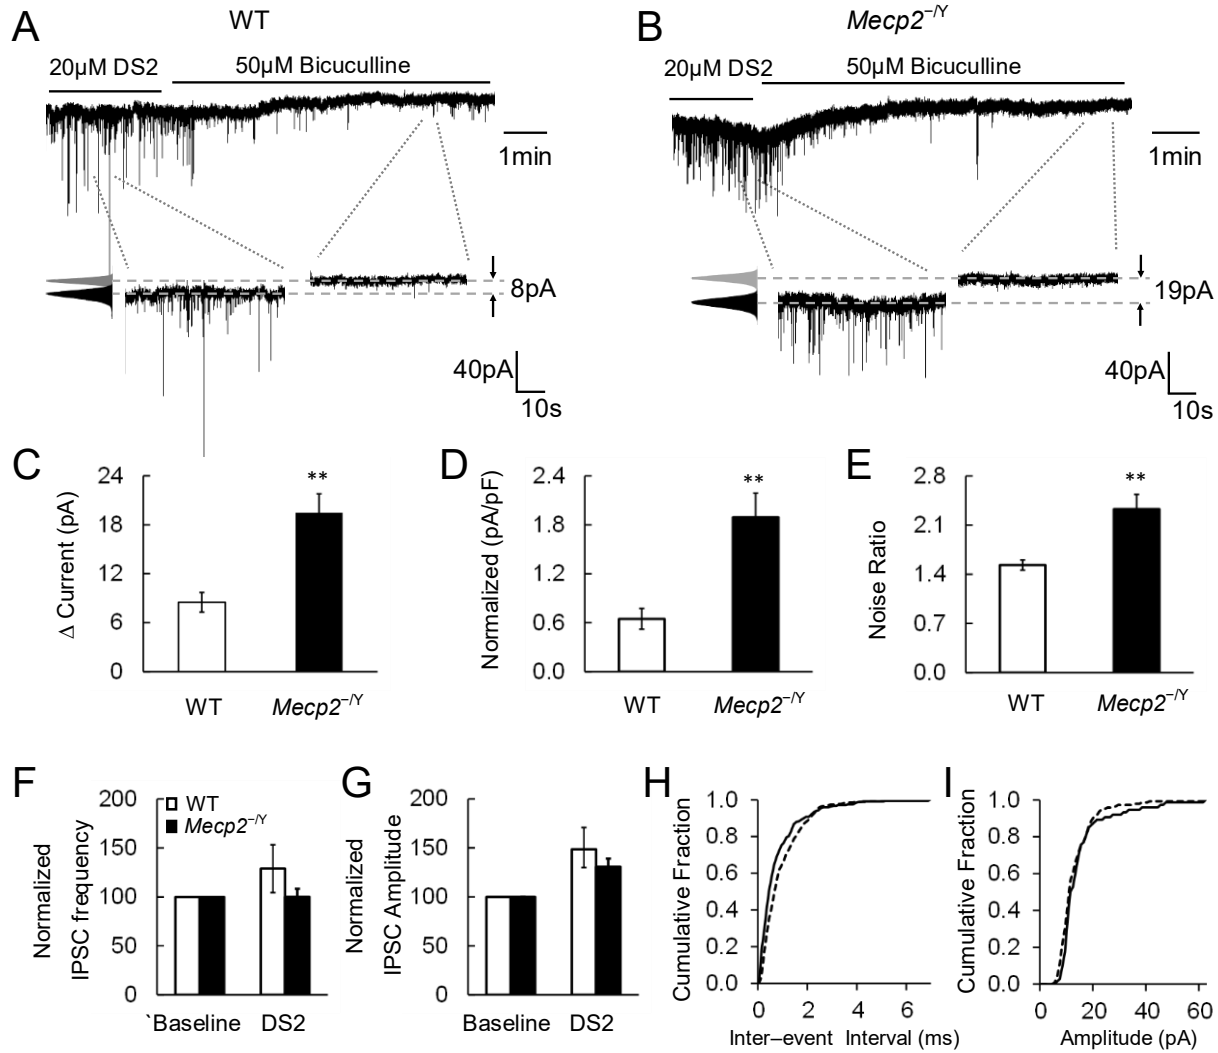 A
WT
20µM DS2
50µM Bicuculline
1min
8pA
40pA
10s
B
Mecp2⁻/Y
20µM DS2
50µM Bicuculline
1min
19pA
40pA
10s
C
Δ Current (pA)
24
18
12
6
0
**
WT
Mecp2⁻/Y
D
Normalized (pA/pF)
2.4
1.8
1.2
0.6
0.0
**
WT
Mecp2⁻/Y
E
Noise Ratio
2.8
2.1
1.4
0.7
0.0
**
WT
Mecp2⁻/Y
F
Normalized
IPSC frequency
200
150
100
50
0
WT
Mecp2⁻/Y
`Baseline
DS2
G
Normalized
IPSC Amplitude
200
150
100
50
0
Baseline
DS2
H
Cumulative Fraction
1.0
0.8
0.6
0.4
0.2
0.0
0
2
4
6
Inter–event Interval (ms)
I
Cumulative Fraction
1.0
0.8
0.6
0.4
0.2
0.0
0
20
40
60
Amplitude (pA)